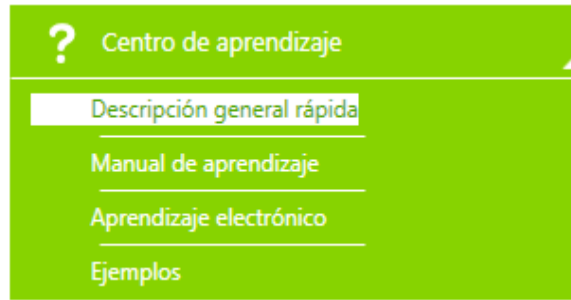 ? Centro de aprendizaje
Descripción general rápida
Manual de aprendizaje
Aprendizaje electrónico
Ejemplos